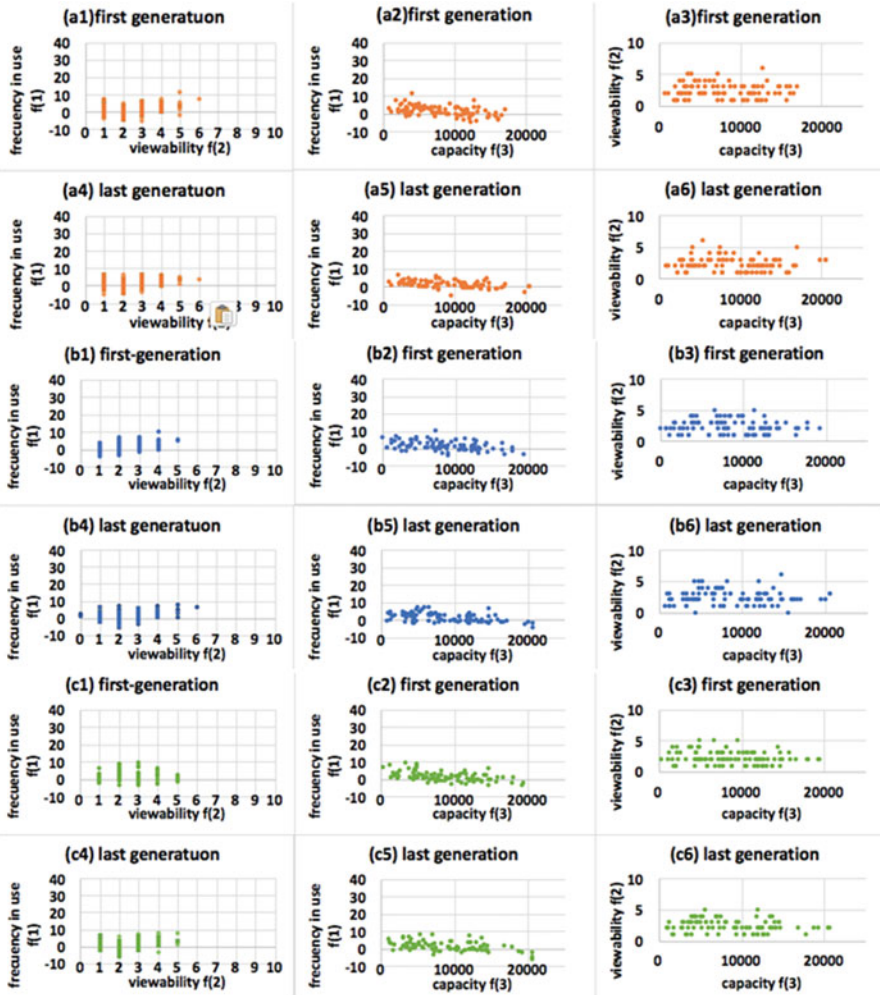 (a1)first generatuon
40
30
20
10
0
-10
0 1 2 3 4 5 6 7 8 9 10
frecuency in use
f(1)
viewability f(2)
(a2)first generation
40
30
20
10
0
-10
0 10000 20000
frecuency in use
f(1)
capacity f(3)
(a3)first generation
10
5
0
0 10000 20000
viewability f(2)
capacity f(3)
(a4) last generatuon
40
30
20
10
0
-10
0 1 2 3 4 5 6 3 9 10
frecuency in use
f(1)
viewability f
(a5) last generation
40
30
20
10
0
-10
0 10000 20000
frecuency in use
f(1)
capacity f(3)
(a6) last generation
10
5
0
0 10000 20000
viewability f(2)
capacity f(3)
(b1) first-generation
40
30
20
10
0
-10
0 1 2 3 4 5 6 7 8 9 10
frecuency in use
f(1)
viewability f(2)
(b2) first generation
40
30
20
10
0
-10
0 10000 20000
frecuency in use
f(1)
capacity f(3)
(b3) first generation
10
5
0
0 10000 20000
viewability f(2)
capacity f(3)
(b4) last generatuon
40
30
20
10
0
-10
0 1 2 3 4 5 6 7 8 9 10
frecuency in use
f(1)
viewability f(2)
(b5) last generation
40
30
20
10
0
-10
0 10000 20000
frecuency in use
f(1)
capacity f(3)
(b6) last generation
10
5
0
0 10000 20000
viewability f(2)
capacity f(3)
(c1) first-generation
40
30
20
10
0
-10
0 1 2 3 4 5 6 7 8 9 10
frecuency in use
f(1)
viewability f(2)
(c2) first generation
40
30
20
10
0
-10
0 10000 20000
frecuency in use
f(1)
capacity f(3)
(c3) first generation
10
5
0
0 10000 20000
viewability f(2)
capacity f(3)
(c4) last generatuon
40
30
20
10
0
-10
0 1 2 3 4 5 6 7 8 9 10
frecuency in use
f(1)
viewability f(2)
(c5) last generation
40
30
20
10
0
-10
0 10000 20000
frecuency in use
f(1)
capacity f(3)
(c6) last generation
10
5
0
0 10000 20000
viewability f(2)
capacity f(3)